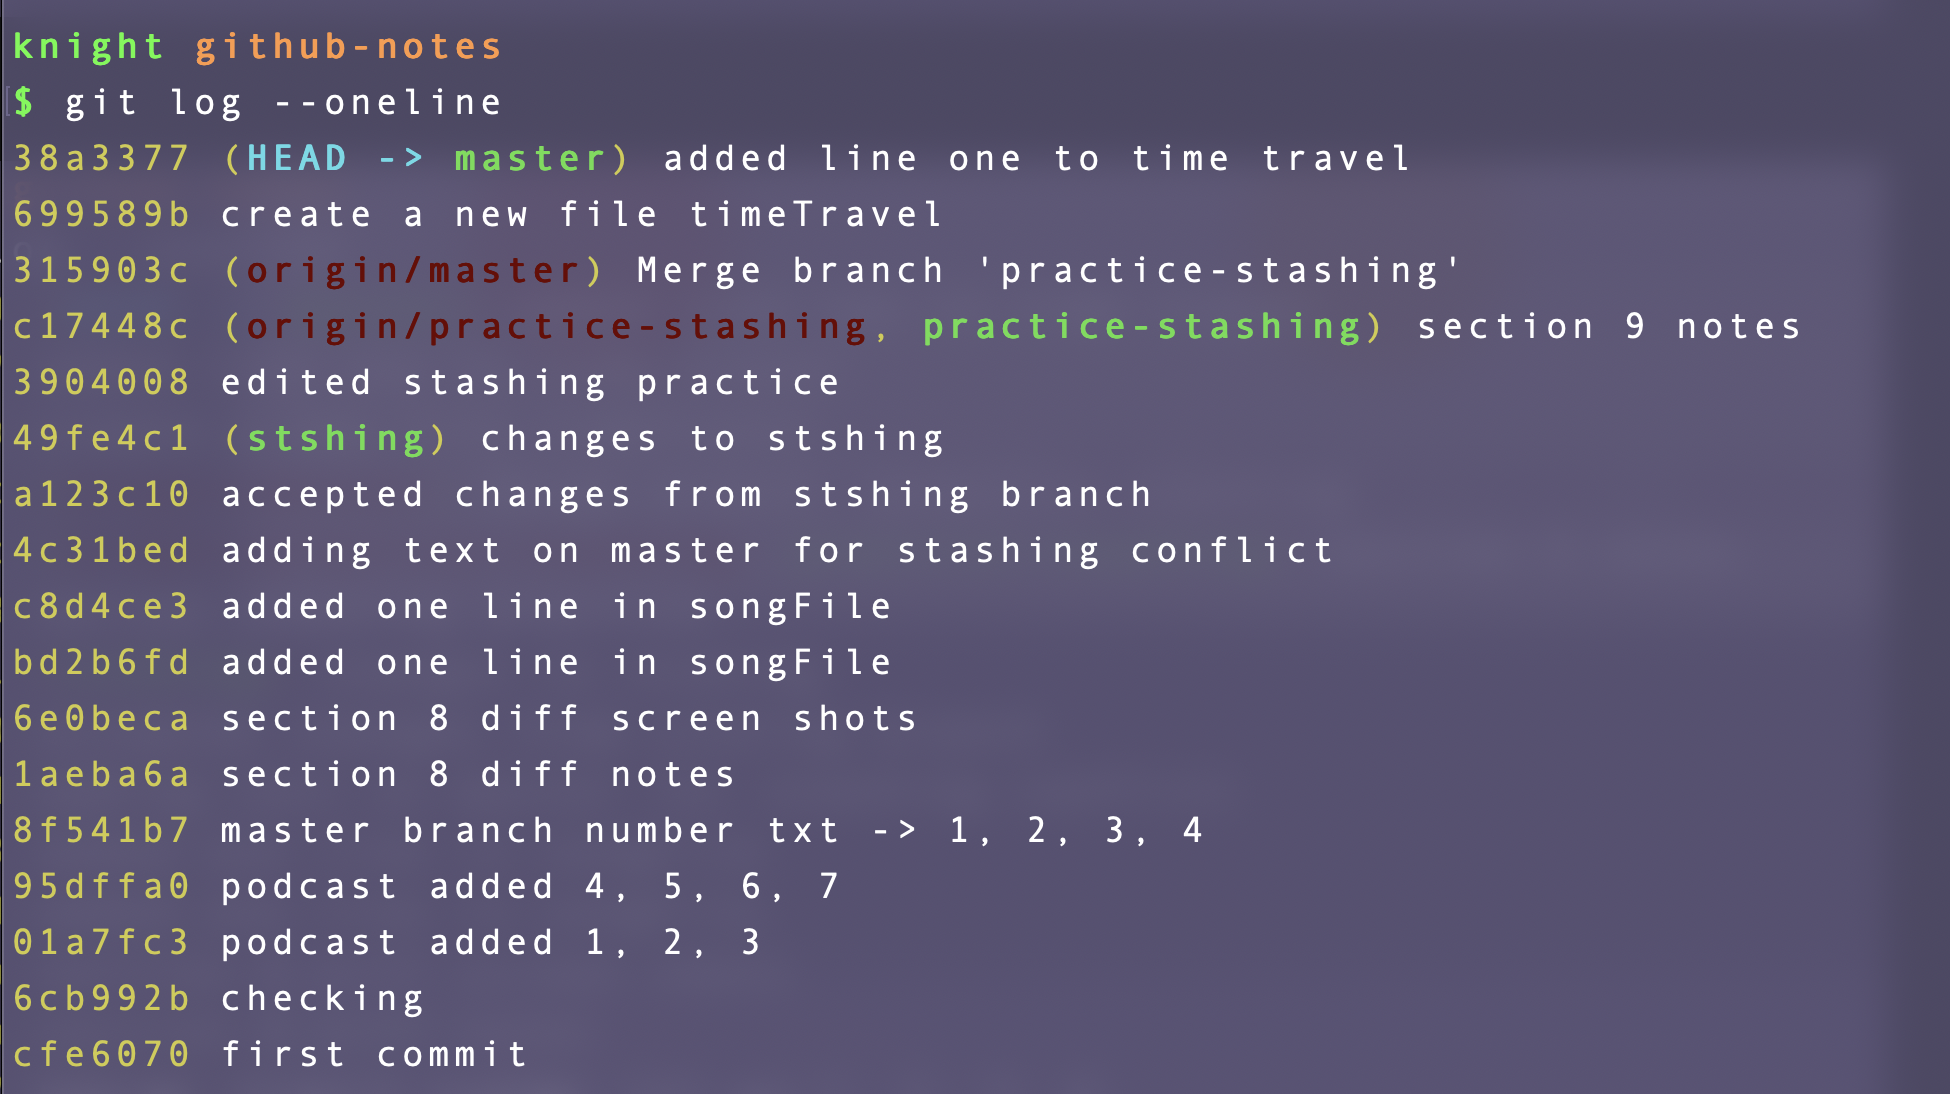 knight github-notes
$ git log --oneline
38a3377 (HEAD -> master) added line one to time travel
699589b create a new file timeTravel
315903c (origin/master) Merge branch 'practice-stashing'
c17448c (origin/practice-stashing, practice-stashing) section 9 notes
3904008 edited stashing practice
49fe4c1 (stshing) changes to stshing
a123c10 accepted changes from stshing branch
4c31bed adding text on master for stashing conflict
c8d4ce3 added one line in songFile
bd2b6fd added one line in songFile
6e0beca section 8 diff screen shots
1aeba6a section 8 diff notes
8f541b7 master branch number txt -> 1, 2, 3, 4
95dffa0 podcast added 4, 5, 6, 7
01a7fc3 podcast added 1, 2, 3
6cb992b checking
cfe6070 first commit